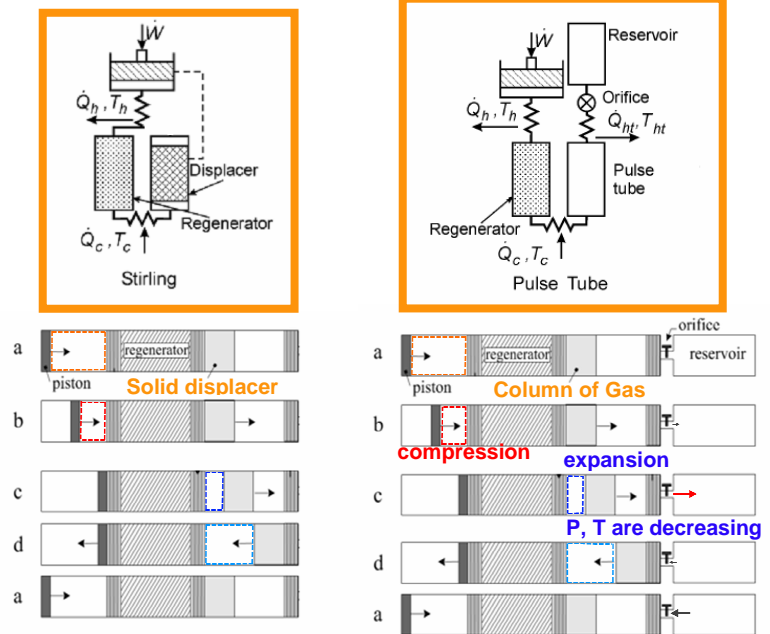 Ẇ
Q̇h , Th
Displacer
Regenerator
Q̇c , Tc
Stirling
Ẇ
Reservoir
Orifice
Q̇h , Th
Q̇ht, Tht
Pulse
tube
Regenerator
Q̇c , Tc
Pulse Tube
a
regenerator
piston
Solid displacer
b
c
d
a
orifice
a
regenerator
reservoir
piston
Column of Gas
b
compression
expansion
c
P, T are decreasing
d
a